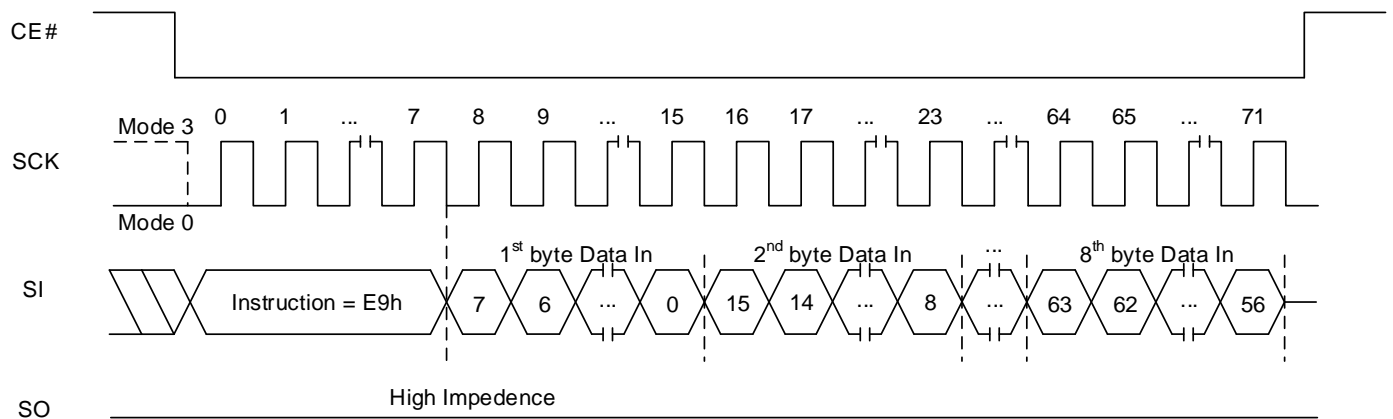 CE#
0 1 ... 7 8 9 ... 15 16 17 ... 23 ... 64 65 ... 71
Mode 3
SCK
Mode 0
1st byte Data In 2nd byte Data In ... 8th byte Data In
SI
Instruction = E9h 7 6 ... 0 15 14 ... 8 ... 63 62 ... 56
High Impedence
SO